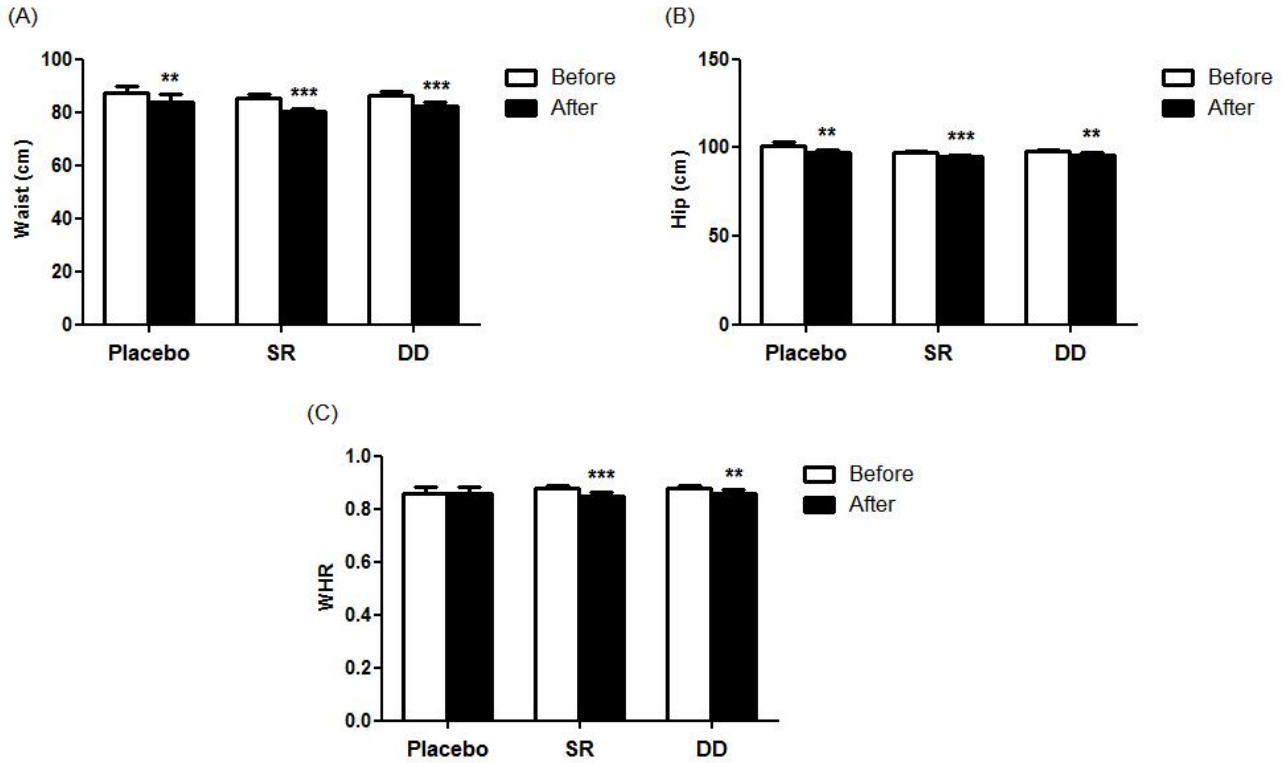 (A)
Waist (cm)
100
80
60
40
20
0
**
***
***
Placebo
SR
DD
Before
After
(B)
Hip (cm)
150
100
50
0
**
***
**
Placebo
SR
DD
Before
After
(C)
WHR
1.0
0.8
0.6
0.4
0.2
0.0
***
**
Placebo
SR
DD
Before
After